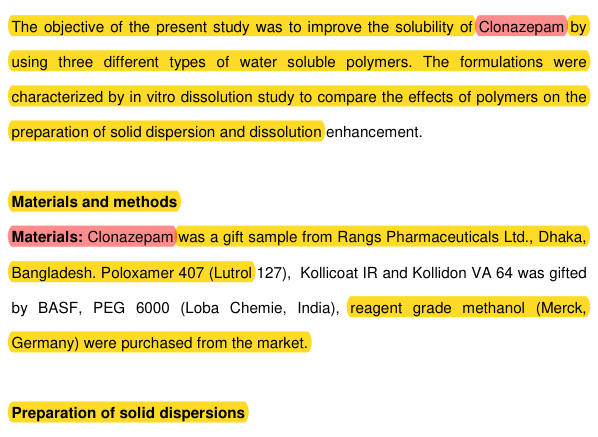 The objective of the present study was to improve the solubility of Clonazepam by
using three different types of water soluble polymers. The formulations were
characterized by in vitro dissolution study to compare the effects of polymers on the
preparation of solid dispersion and dissolution enhancement.
Materials and methods
Materials: Clonazepam was a gift sample from Rangs Pharmaceuticals Ltd., Dhaka,
Bangladesh. Poloxamer 407 (Lutrol 127), Kollicoat IR and Kollidon VA 64 was gifted
by BASF, PEG 6000 (Loba Chemie, India), reagent grade methanol (Merck,
Germany) were purchased from the market.
Preparation of solid dispersions